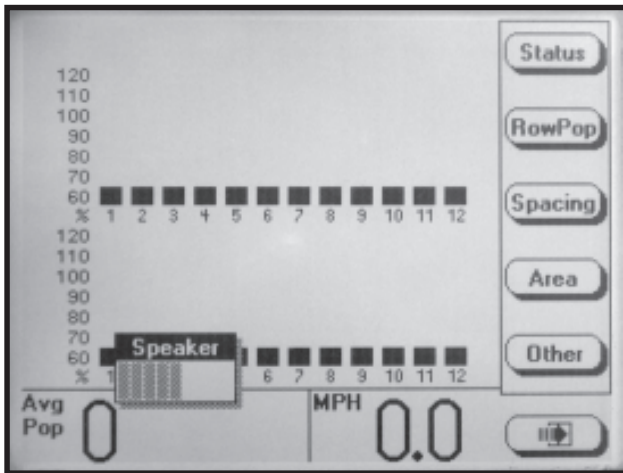 Status
120
110
100
90
80
70
60
% 1 2 3 4 5 6 7 8 9 10 11 12
RowPop
Spacing
120
110
100
90
80
70
60
% 1 6 7 8 9 10 11 12
Speaker
Area
Other
Avg
Pop 0
MPH 0.0